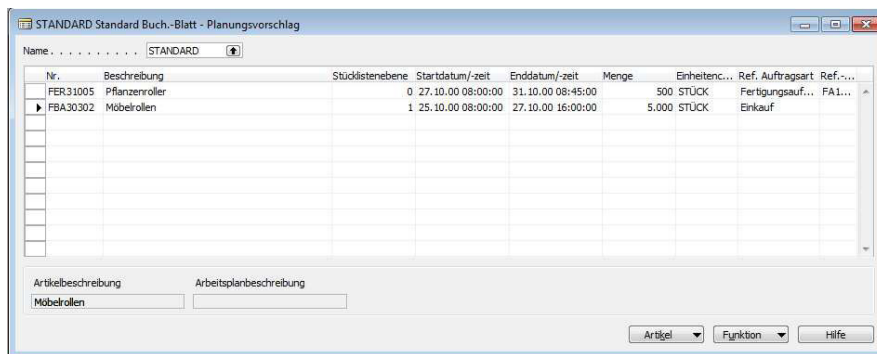 STANDARD Standard Buch.-Blatt - Planungsvorschlag
Name . . . . . . . . . . STANDARD
Nr. Beschreibung Stücklistenebene Startdatum/-zeit Enddatum/-zeit Menge Einheitenc... Ref. Auftragsart Ref.-...
FER31005 Pflanzenroller 0 27.10.00 08:00:00 31.10.00 08:45:00 500 STÜCK Fertigungsauf... FA1...
FBA30302 Möbelrollen 1 25.10.00 08:00:00 27.10.00 16:00:00 5.000 STÜCK Einkauf
Artikelbeschreibung Arbeitsplanbeschreibung
Möbelrollen
Artikel Funktion Hilfe